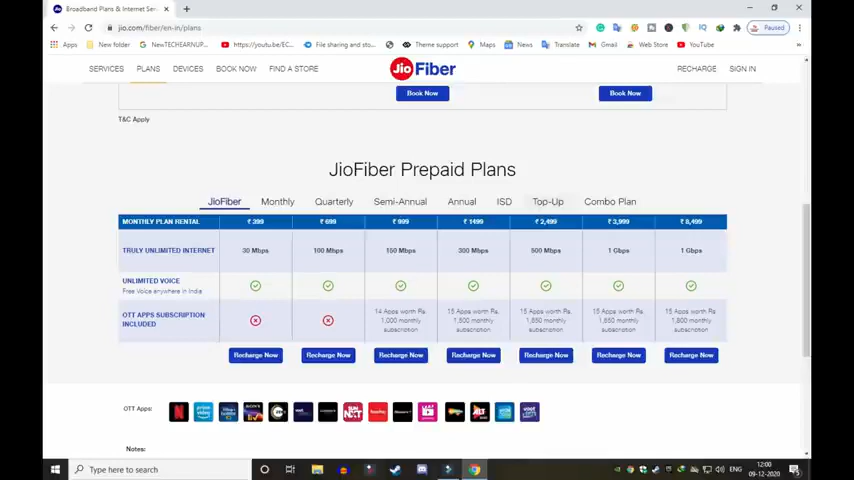 Broadband Plans & Internet Ser
jio.com/fiber/en-in/plans
Paused
Apps
New folder
NewTECHEARNUP...
https://youtu.be/EC...
File sharing and sto...
Theme support
Maps
News
Translate
Gmail
Web Store
YouTube
SERVICES PLANS DEVICES BOOK NOW FIND A STORE
Jio Fiber
RECHARGE SIGN IN
Book Now Book Now
T&C Apply
JioFiber Prepaid Plans
JioFiber Monthly Quarterly Semi-Annual Annual ISD Top-Up Combo Plan
MONTHLY PLAN RENTAL ₹ 399 ₹ 699 ₹ 999 ₹ 1499 ₹ 2,499 ₹ 3,999 ₹ 8,499
TRULY UNLIMITED INTERNET 30 Mbps 100 Mbps 150 Mbps 300 Mbps 500 Mbps 1 Gbps 1 Gbps
UNLIMITED VOICE
Free Voice anywhere in India
OTT APPS SUBSCRIPTION
INCLUDED
14 Apps worth Rs.
1,000 monthly
subscription
15 Apps worth Rs.
1,500 monthly
subscription
15 Apps worth Rs.
1,850 monthly
subscription
15 Apps worth Rs.
1,850 monthly
subscription
15 Apps worth Rs.
1,800 monthly
subscription
Recharge Now Recharge Now Recharge Now Recharge Now Recharge Now Recharge Now Recharge Now
OTT Apps:
Notes:
Type here to search
ENG
12:00
09-12-2020